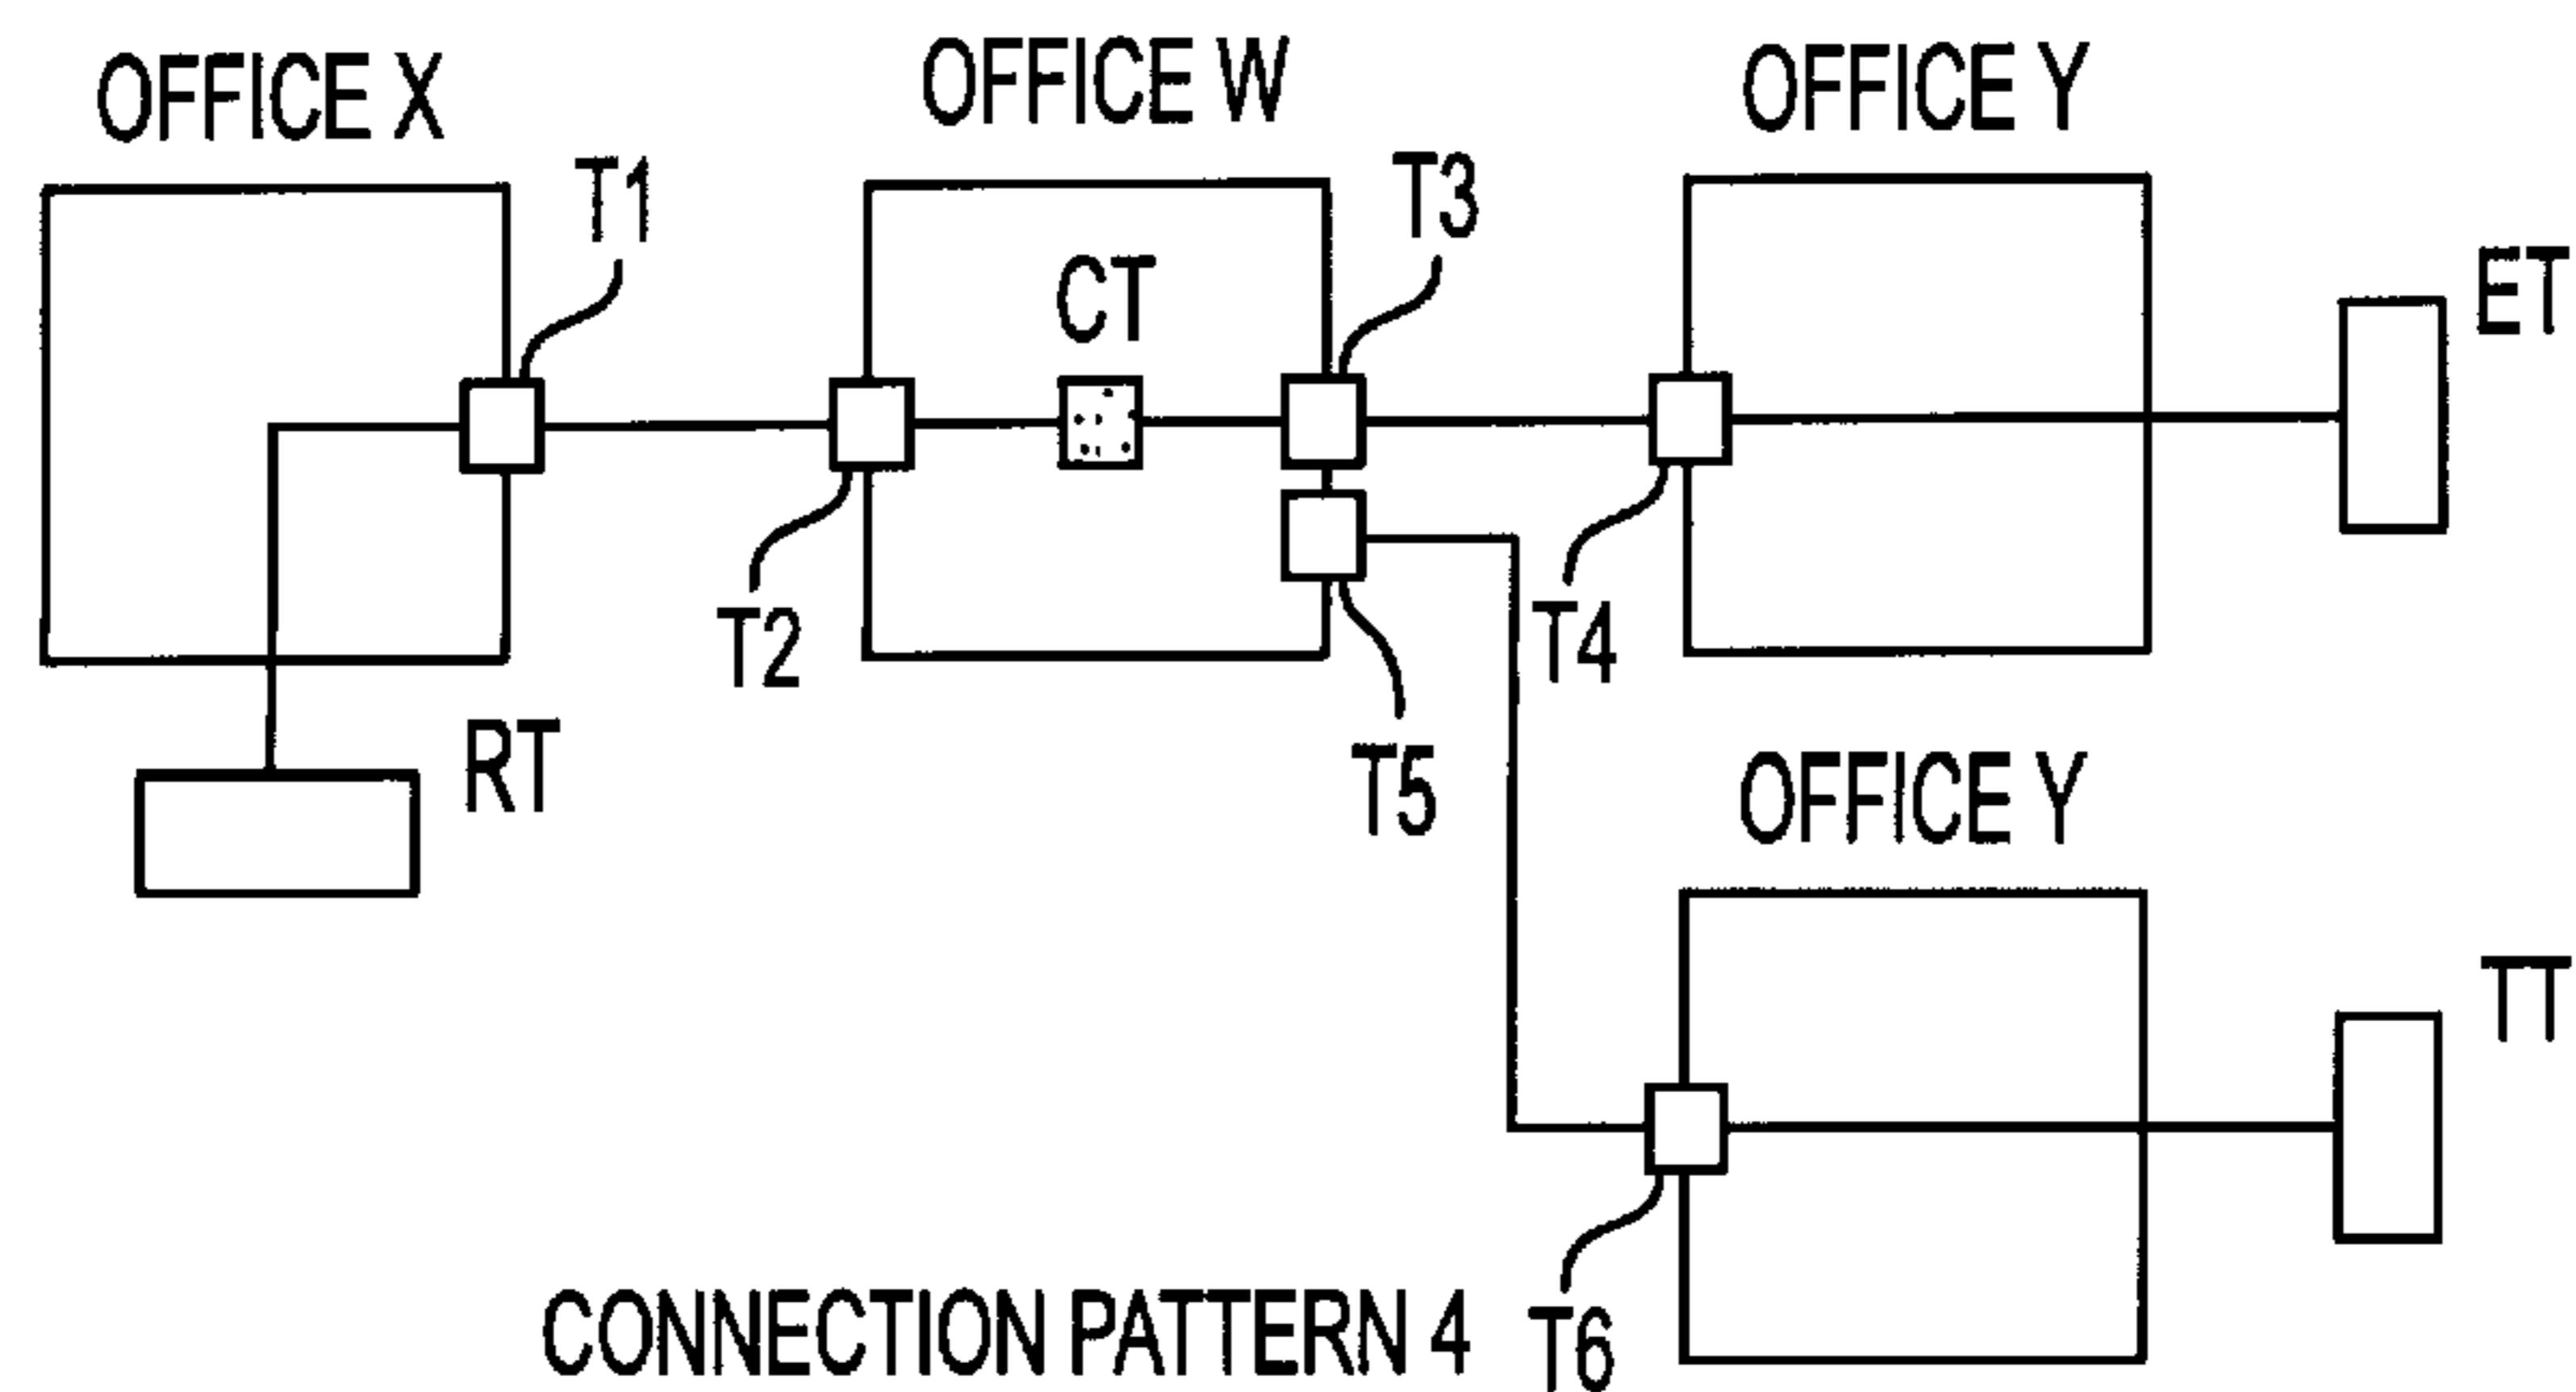 OFFICE X
OFFICE W
OFFICE Y
T1
T3
CT
ET
T2
T4
RT
T5
OFFICE Y
TT
T6
CONNECTION PATTERN 4